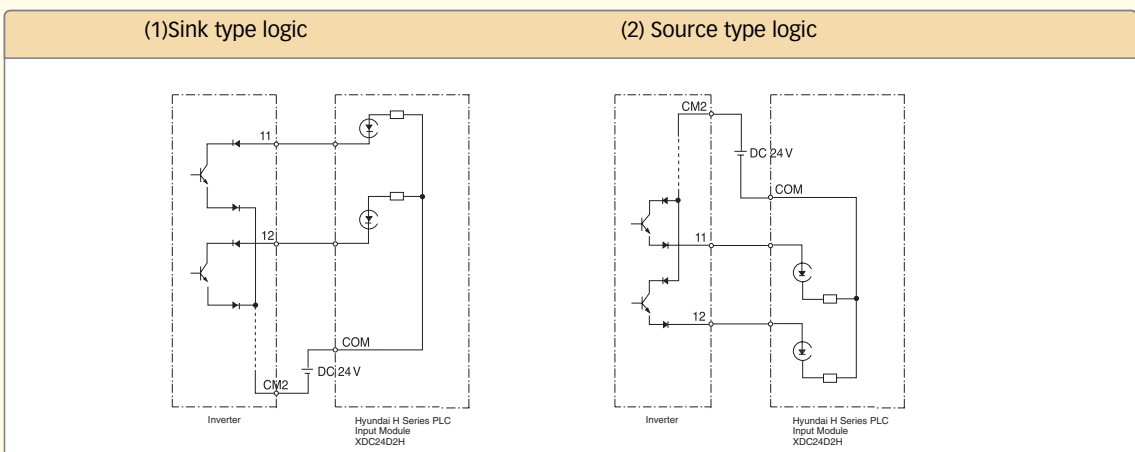 (1)Sink type logic
(2) Source type logic
11
12
COM
DC 24 V
CM2
Inverter
Hyundai H Series PLC
Input Module
XDC24D2H
CM2
DC 24 V
COM
11
12
Inverter
Hyundai H Series PLC
Input Module
XDC24D2H